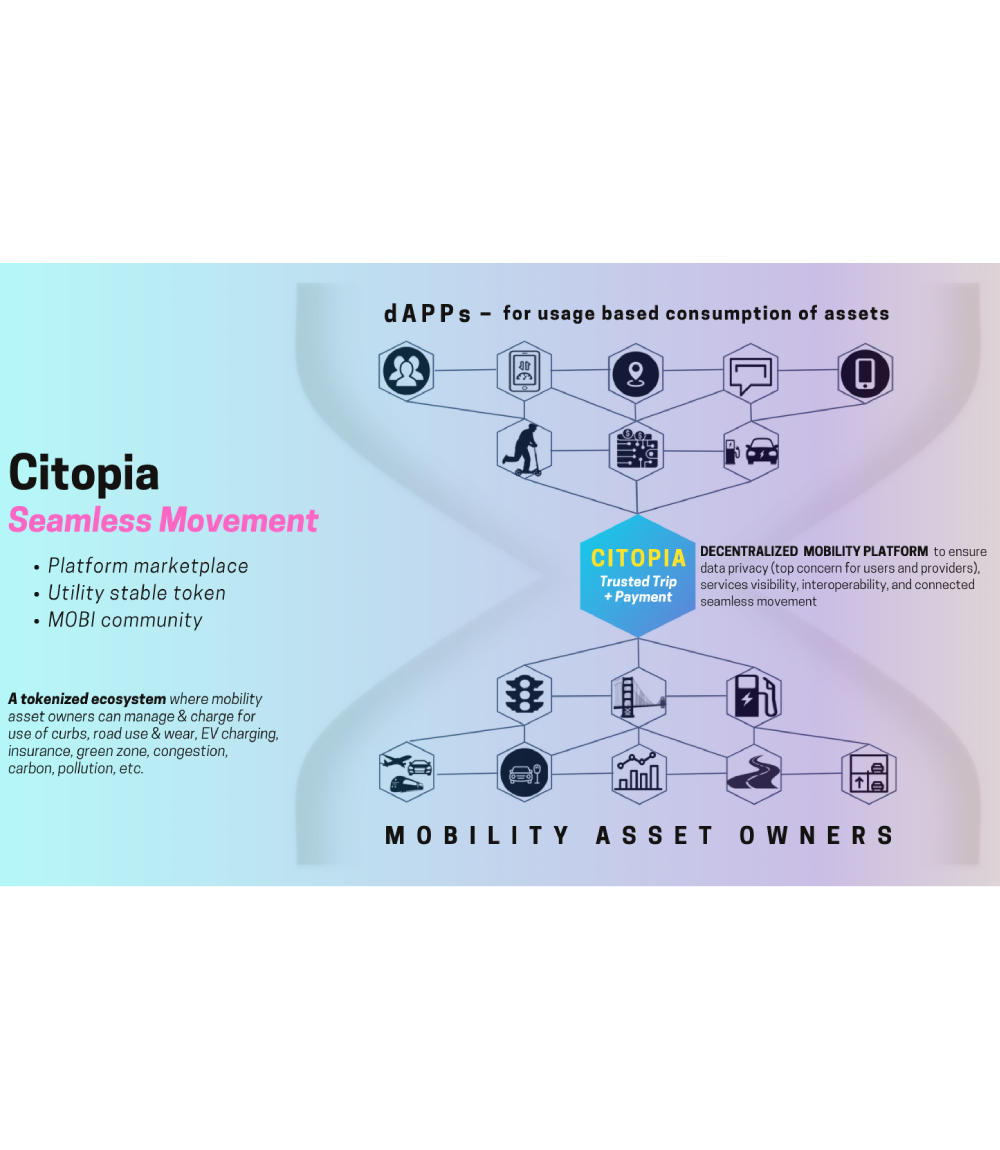 dAPPs – for usage based consumption of assets
Citopia
Seamless Movement
• Platform marketplace
• Utility stable token
• MOBI community
A tokenized ecosystem where mobility
asset owners can manage & charge for
use of curbs, road use & wear, EV charging,
insurance, green zone, congestion,
carbon, pollution, etc.
CITOPIA
Trusted Trip
+ Payment
DECENTRALIZED MOBILITY PLATFORM to ensure
data privacy (top concern for users and providers),
services visibility, interoperability, and connected
seamless movement
MOBILITY ASSET OWNERS